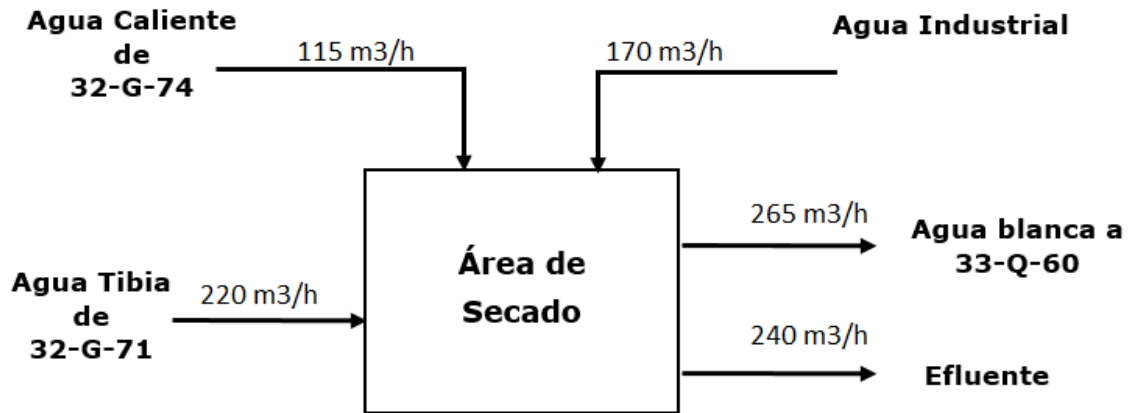 Agua Caliente
de
32-G-74
115 m3/h
170 m3/h
Agua Industrial
Área de
Secado
265 m3/h
Agua blanca a
33-Q-60
Agua Tibia
de
32-G-71
220 m3/h
240 m3/h
Efluente